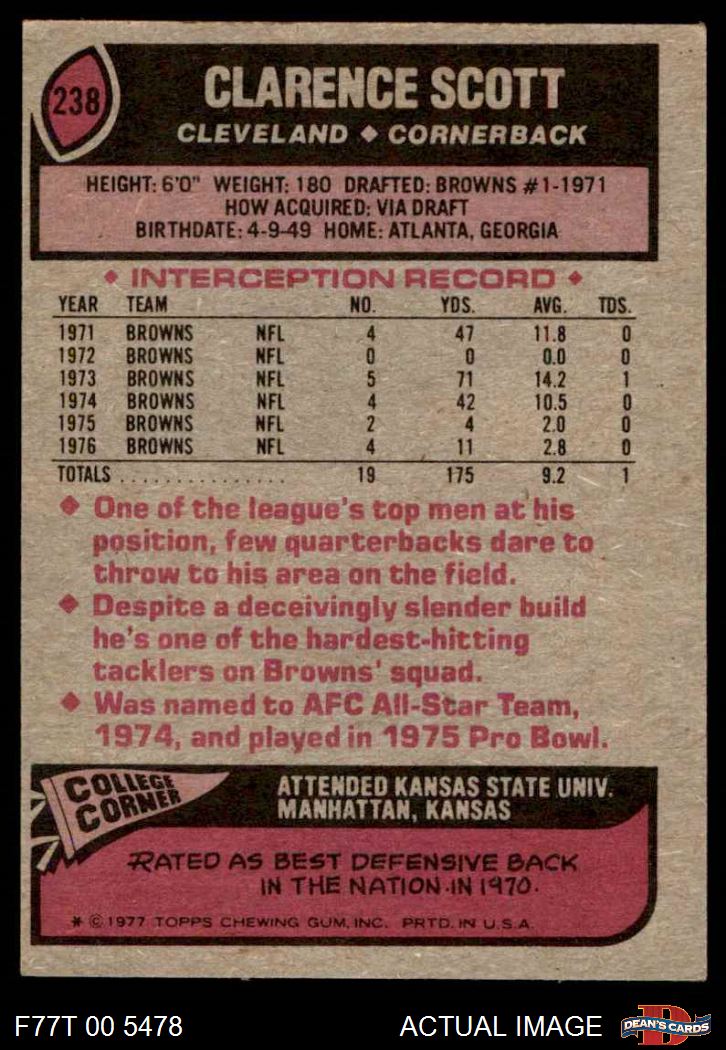 238
CLARENCE SCOTT
CLEVELAND ♦ CORNERBACK
HEIGHT: 6'0" WEIGHT: 180 DRAFTED: BROWNS #1-1971
HOW ACQUIRED: VIA DRAFT
BIRTHDATE: 4-9-49 HOME: ATLANTA, GEORGIA
♦ INTERCEPTION RECORD ♦
YEAR TEAM NO. YDS. AVG. TDS.
1971 BROWNS NFL 4 47 11.8 0
1972 BROWNS NFL 0 0 0.0 0
1973 BROWNS NFL 5 71 14.2 1
1974 BROWNS NFL 4 42 10.5 0
1975 BROWNS NFL 2 4 2.0 0
1976 BROWNS NFL 4 11 2.8 0
TOTALS . . . . . . . . . . . . . . . 19 175 9.2 1
♦ One of the league's top men at his
position, few quarterbacks dare to
throw to his area on the field.
♦ Despite a deceivingly slender build
he's one of the hardest-hitting
tacklers on Browns' squad.
♦ Was named to AFC All-Star Team,
1974, and played in 1975 Pro Bowl.
COLLEGE
CORNER
ATTENDED KANSAS STATE UNIV.
MANHATTAN, KANSAS
RATED AS BEST DEFENSIVE BACK
IN THE NATION IN 1970.
* © 1977 TOPPS CHEWING GUM, INC. PRTD. IN U.S.A.
F77T 00 5478 ACTUAL IMAGE
D
DEAN'S CARDS